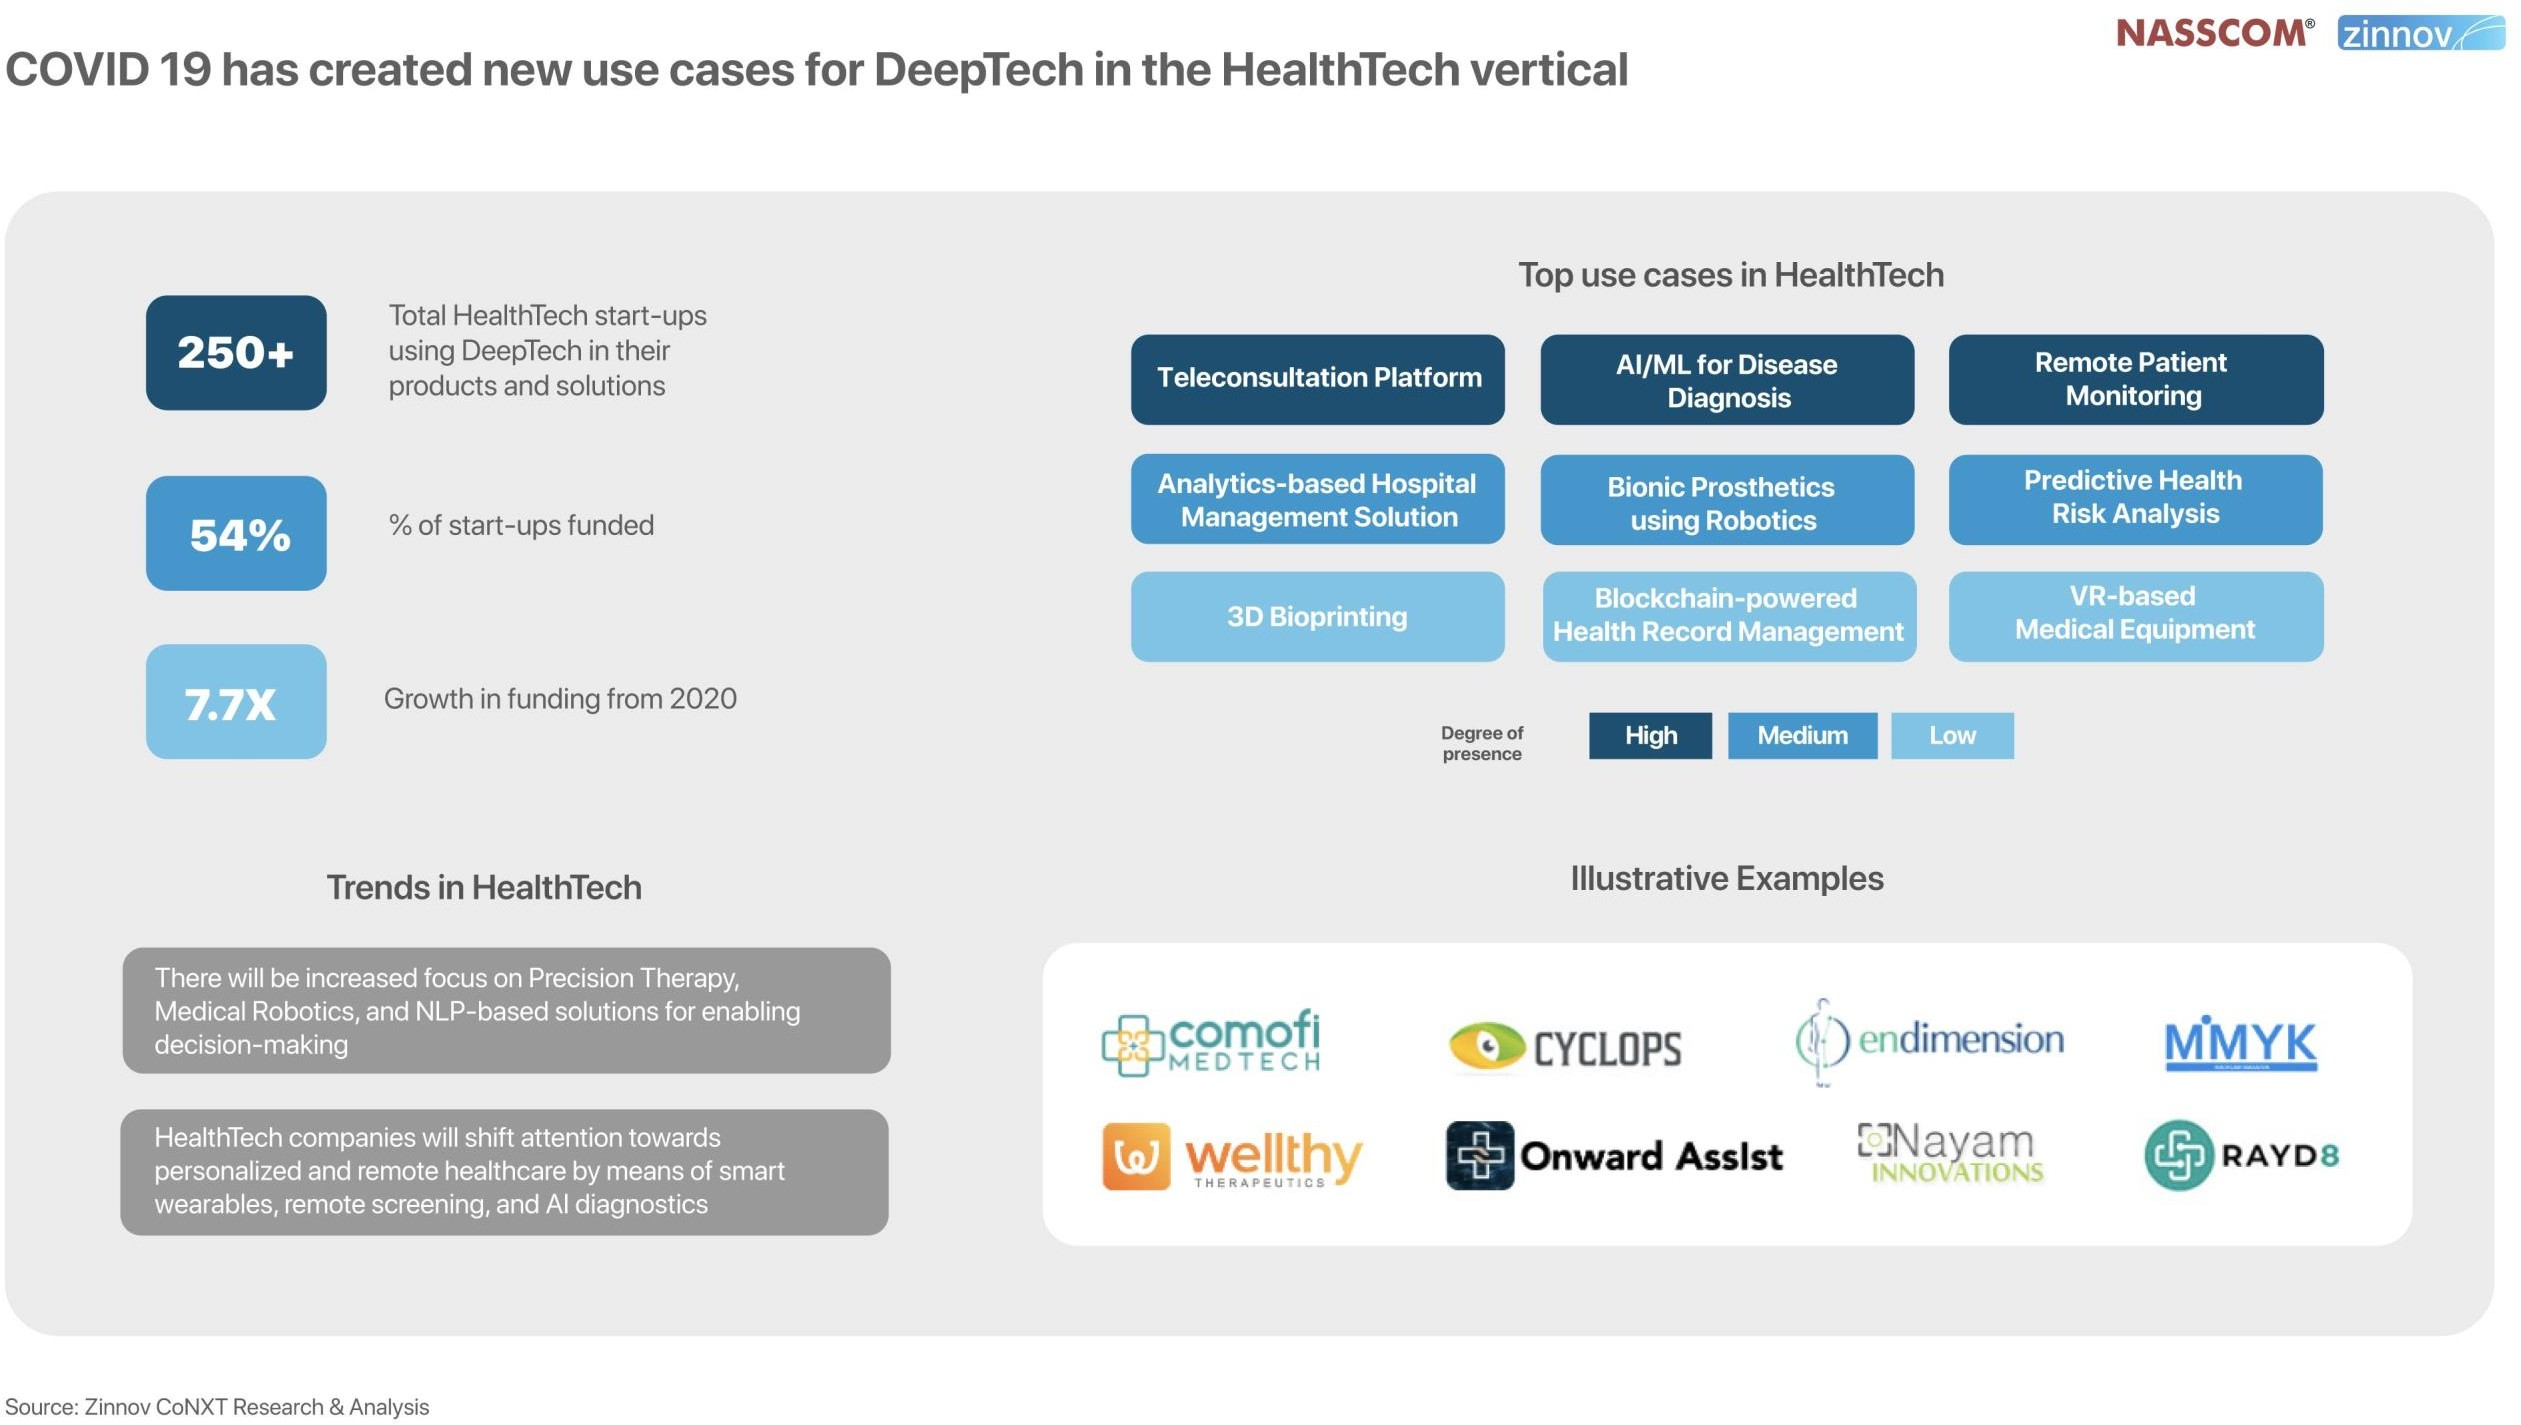 NASSCOM®
zinnov
COVID 19 has created new use cases for DeepTech in the HealthTech vertical
250+
Total HealthTech start-ups
using DeepTech in their
products and solutions
54%
% of start-ups funded
7.7X
Growth in funding from 2020
Top use cases in HealthTech
Teleconsultation Platform
AI/ML for Disease
Diagnosis
Remote Patient
Monitoring
Analytics-based Hospital
Management Solution
Bionic Prosthetics
using Robotics
Predictive Health
Risk Analysis
3D Bioprinting
Blockchain-powered
Health Record Management
VR-based
Medical Equipment
Degree of
presence
High
Medium
Low
Trends in HealthTech
There will be increased focus on Precision Therapy,
Medical Robotics, and NLP-based solutions for enabling
decision-making
HealthTech companies will shift attention towards
personalized and remote healthcare by means of smart
wearables, remote screening, and AI diagnostics
Illustrative Examples
comofi
MEDTECH
CYCLOPS
endimension
MIMYK
wellthy
THERAPEUTICS
Onward AssIst
Nayam
INNOVATIONS
RAYD8
Source: Zinnov CoNXT Research & Analysis